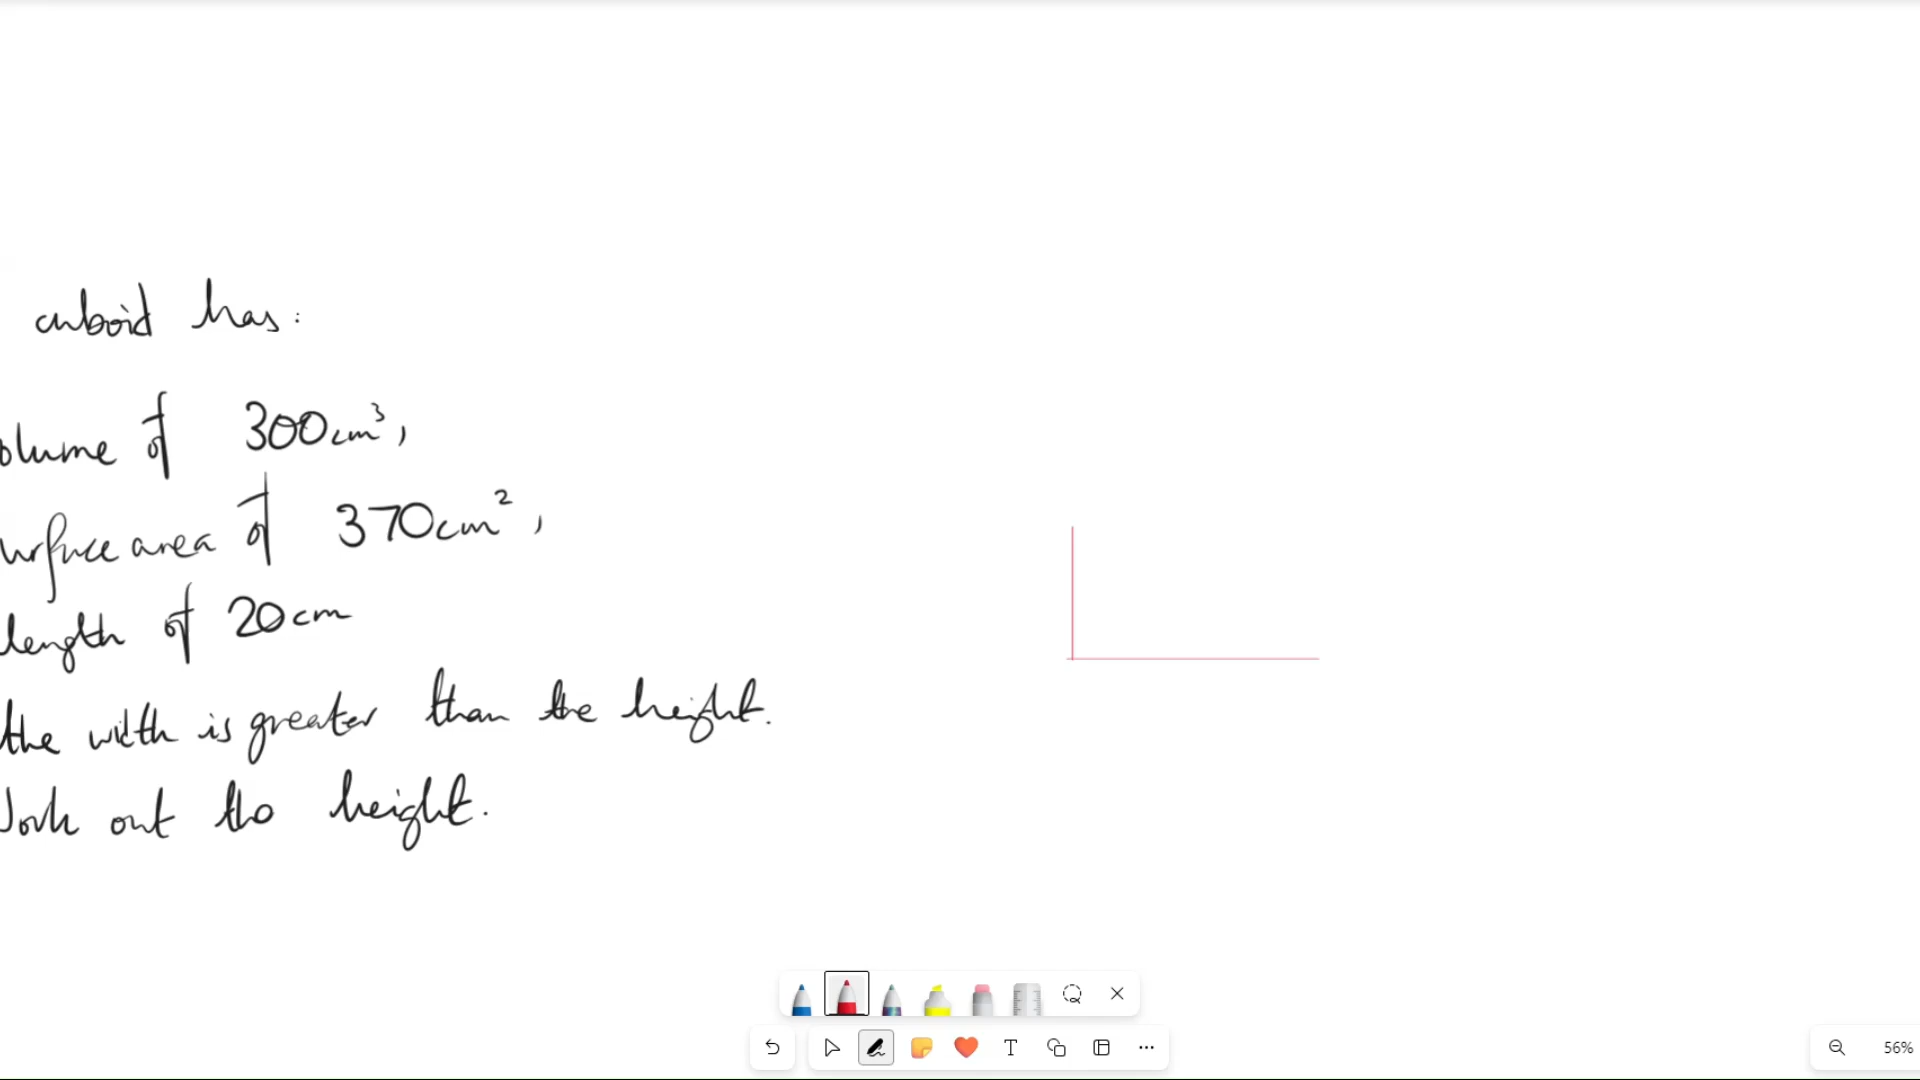 cuboid has:
olume of 300cm³,
urface area of 370cm²,
length of 20cm
the width is greater than the height.
out the height.
T
56%